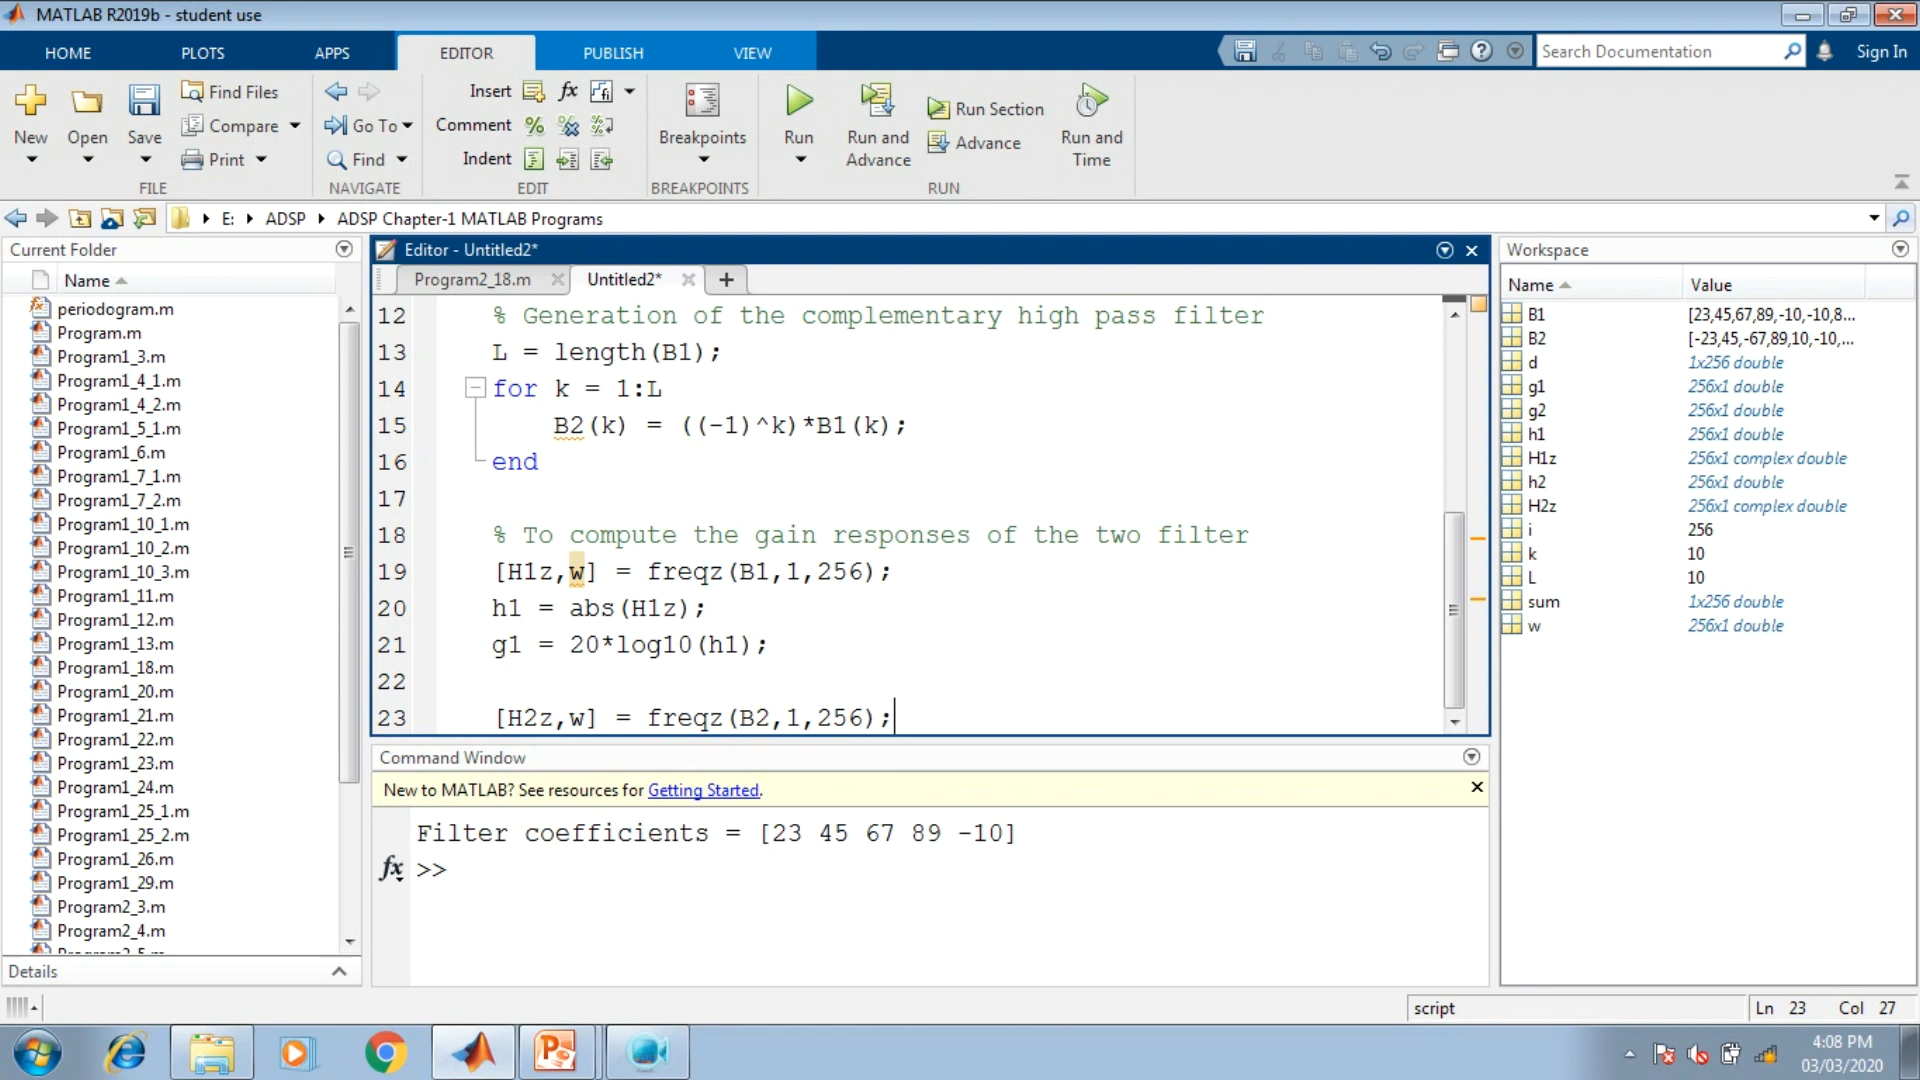 MATLAB R2019b - student use
HOME PLOTS APPS EDITOR PUBLISH VIEW
Search Documentation
Sign In
New
Open
Save
Find Files
Compare
Print
FILE
Go To
Find
NAVIGATE
Insert
Comment
Indent
EDIT
Breakpoints
BREAKPOINTS
Run
Run and
Advance
Run Section
Advance
Run and
Time
RUN
E: ADSP ADSP Chapter-1 MATLAB Programs
Current Folder
Name
periodogram.m
Program.m
Program1_3.m
Program1_4_1.m
Program1_4_2.m
Program1_5_1.m
Program1_6.m
Program1_7_1.m
Program1_7_2.m
Program1_10_1.m
Program1_10_2.m
Program1_10_3.m
Program1_11.m
Program1_12.m
Program1_13.m
Program1_18.m
Program1_20.m
Program1_21.m
Program1_22.m
Program1_23.m
Program1_24.m
Program1_25_1.m
Program1_25_2.m
Program1_26.m
Program1_29.m
Program2_3.m
Program2_4.m
Details
Editor - Untitled2*
Program2_18.m
Untitled2*
12 % Generation of the complementary high pass filter
13 L = length(B1);
14 for k = 1:L
15 B2(k) = ((-1)^k)*B1(k);
16 end
17
18 % To compute the gain responses of the two filter
19 [H1z,w] = freqz(B1,1,256);
20 h1 = abs(H1z);
21 g1 = 20*log10(h1);
22
23 [H2z,w] = freqz(B2,1,256);
Command Window
New to MATLAB? See resources for Getting Started.
Filter coefficients = [23 45 67 89 -10]
fx >>
Workspace
Name Value
B1 [23,45,67,89,-10,-10,8...
B2 [-23,45,-67,89,10,-10,...
d 1x256 double
g1 256x1 double
g2 256x1 double
h1 256x1 double
H1z 256x1 complex double
h2 256x1 double
H2z 256x1 complex double
i 256
k 10
L 10
sum 1x256 double
w 256x1 double
script
Ln 23 Col 27
4:08 PM
03/03/2020